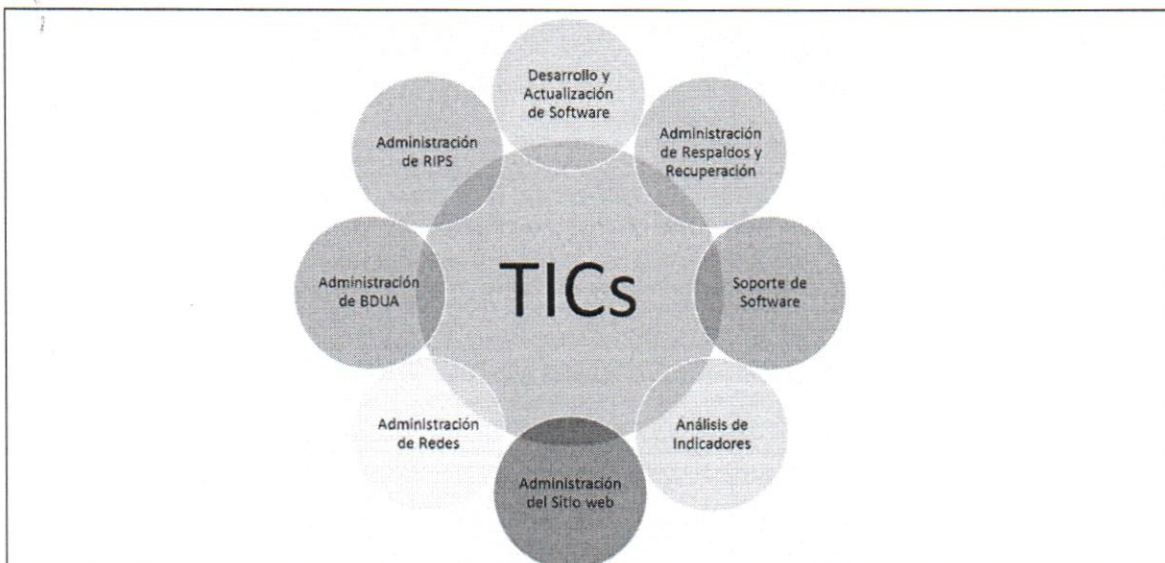 Desarrollo y
Actualización
de Software
Administración
de Respaldos y
Recuperación
Soporte de
Software
Análisis de
Indicadores
Administración
del Sitio web
Administración
de Redes
Administración
de BDUA
Administración
de RIPS
TICs